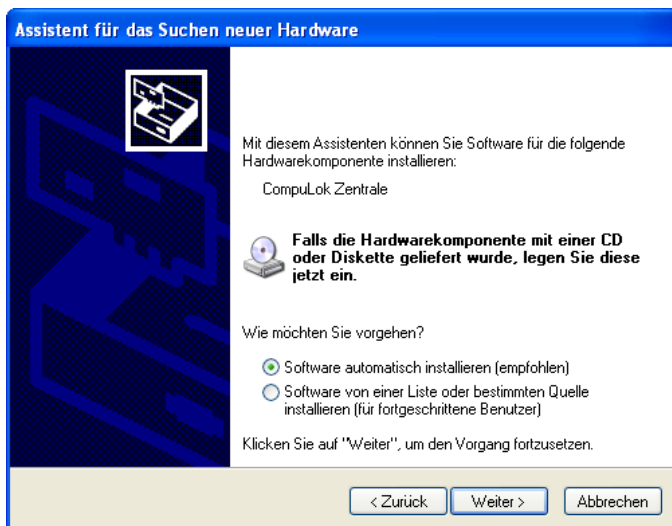 Assistent für das Suchen neuer Hardware
Mit diesem Assistenten können Sie Software für die folgende
Hardwarekomponente installieren:
CompuLok Zentrale
Falls die Hardwarekomponente mit einer CD
oder Diskette geliefert wurde, legen Sie diese
jetzt ein.
Wie möchten Sie vorgehen?
Software automatisch installieren (empfohlen)
Software von einer Liste oder bestimmten Quelle
installieren (für fortgeschrittene Benutzer)
Klicken Sie auf "Weiter", um den Vorgang fortzusetzen.
< Zurück Weiter > Abbrechen